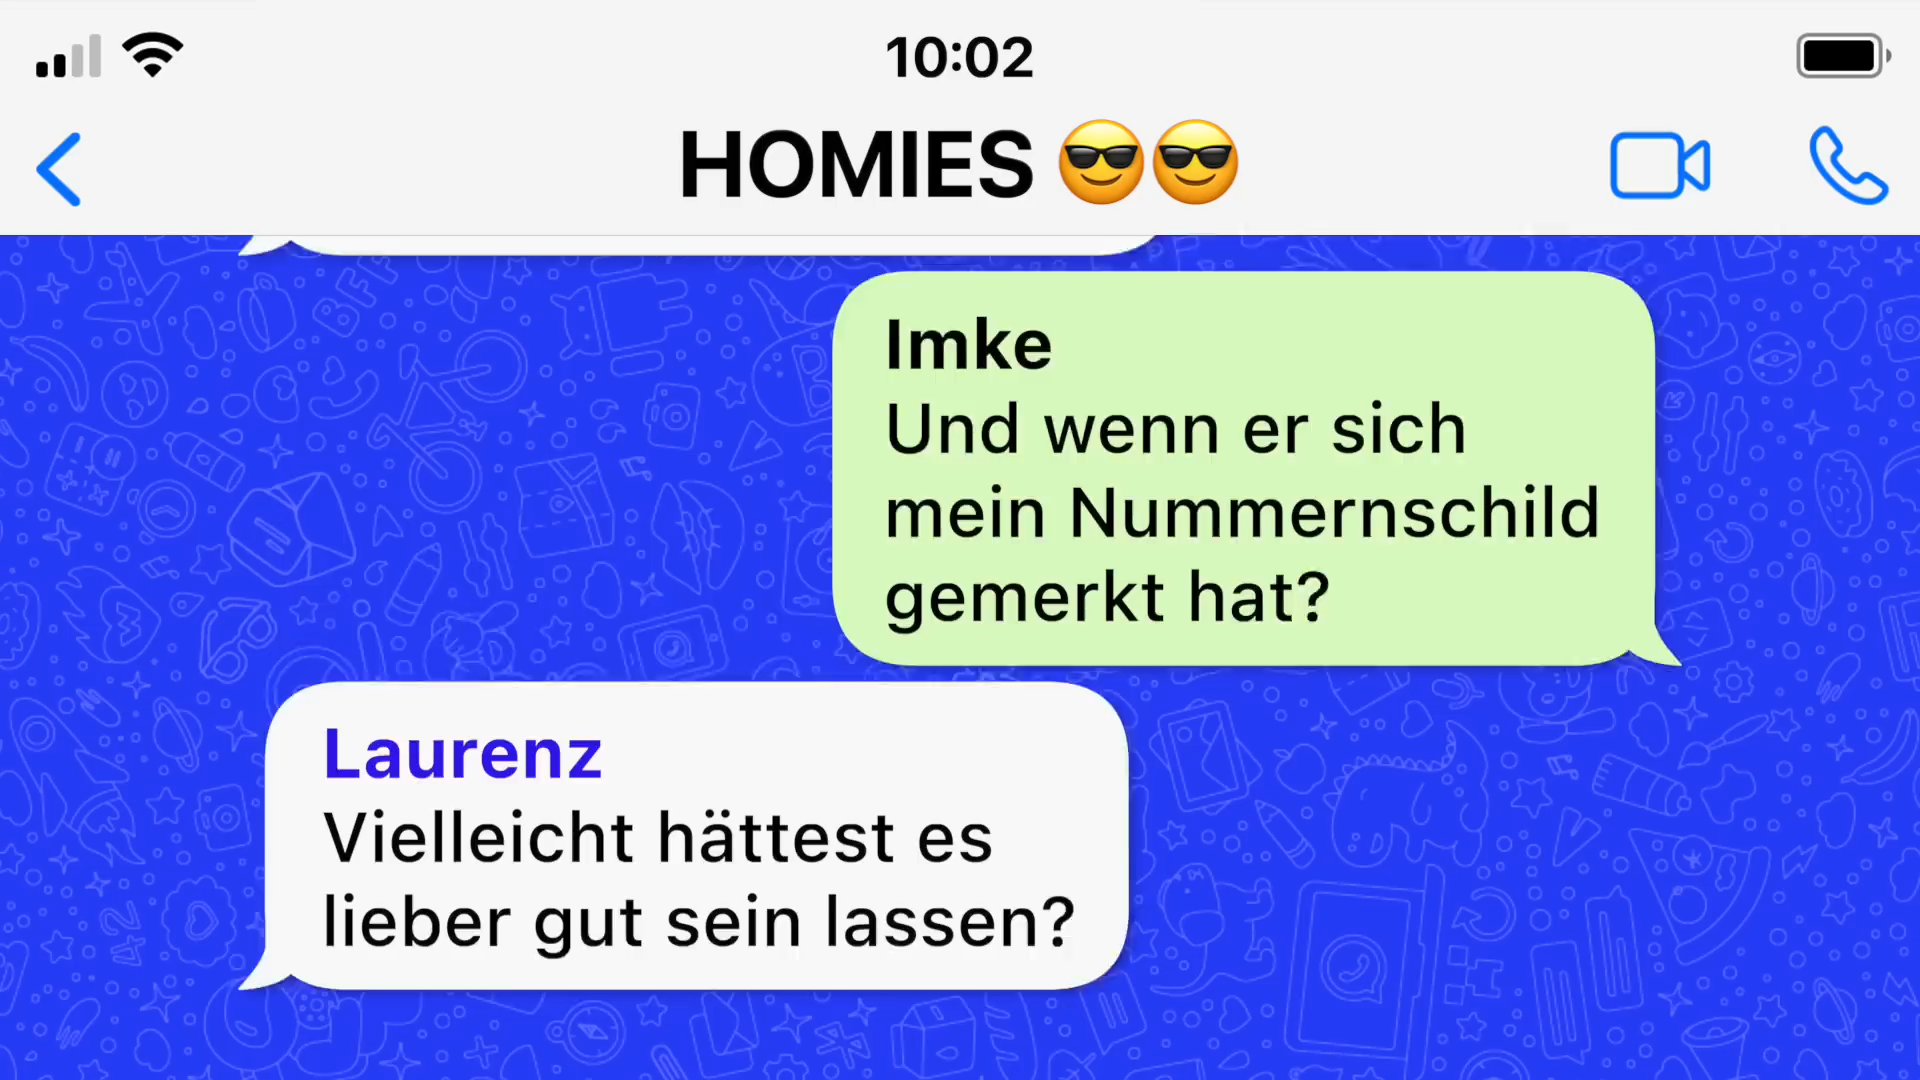 10:02
HOMIES 😎😎
Imke
Und wenn er sich
mein Nummernschild
gemerkt hat?
Laurenz
Vielleicht hättest es
lieber gut sein lassen?